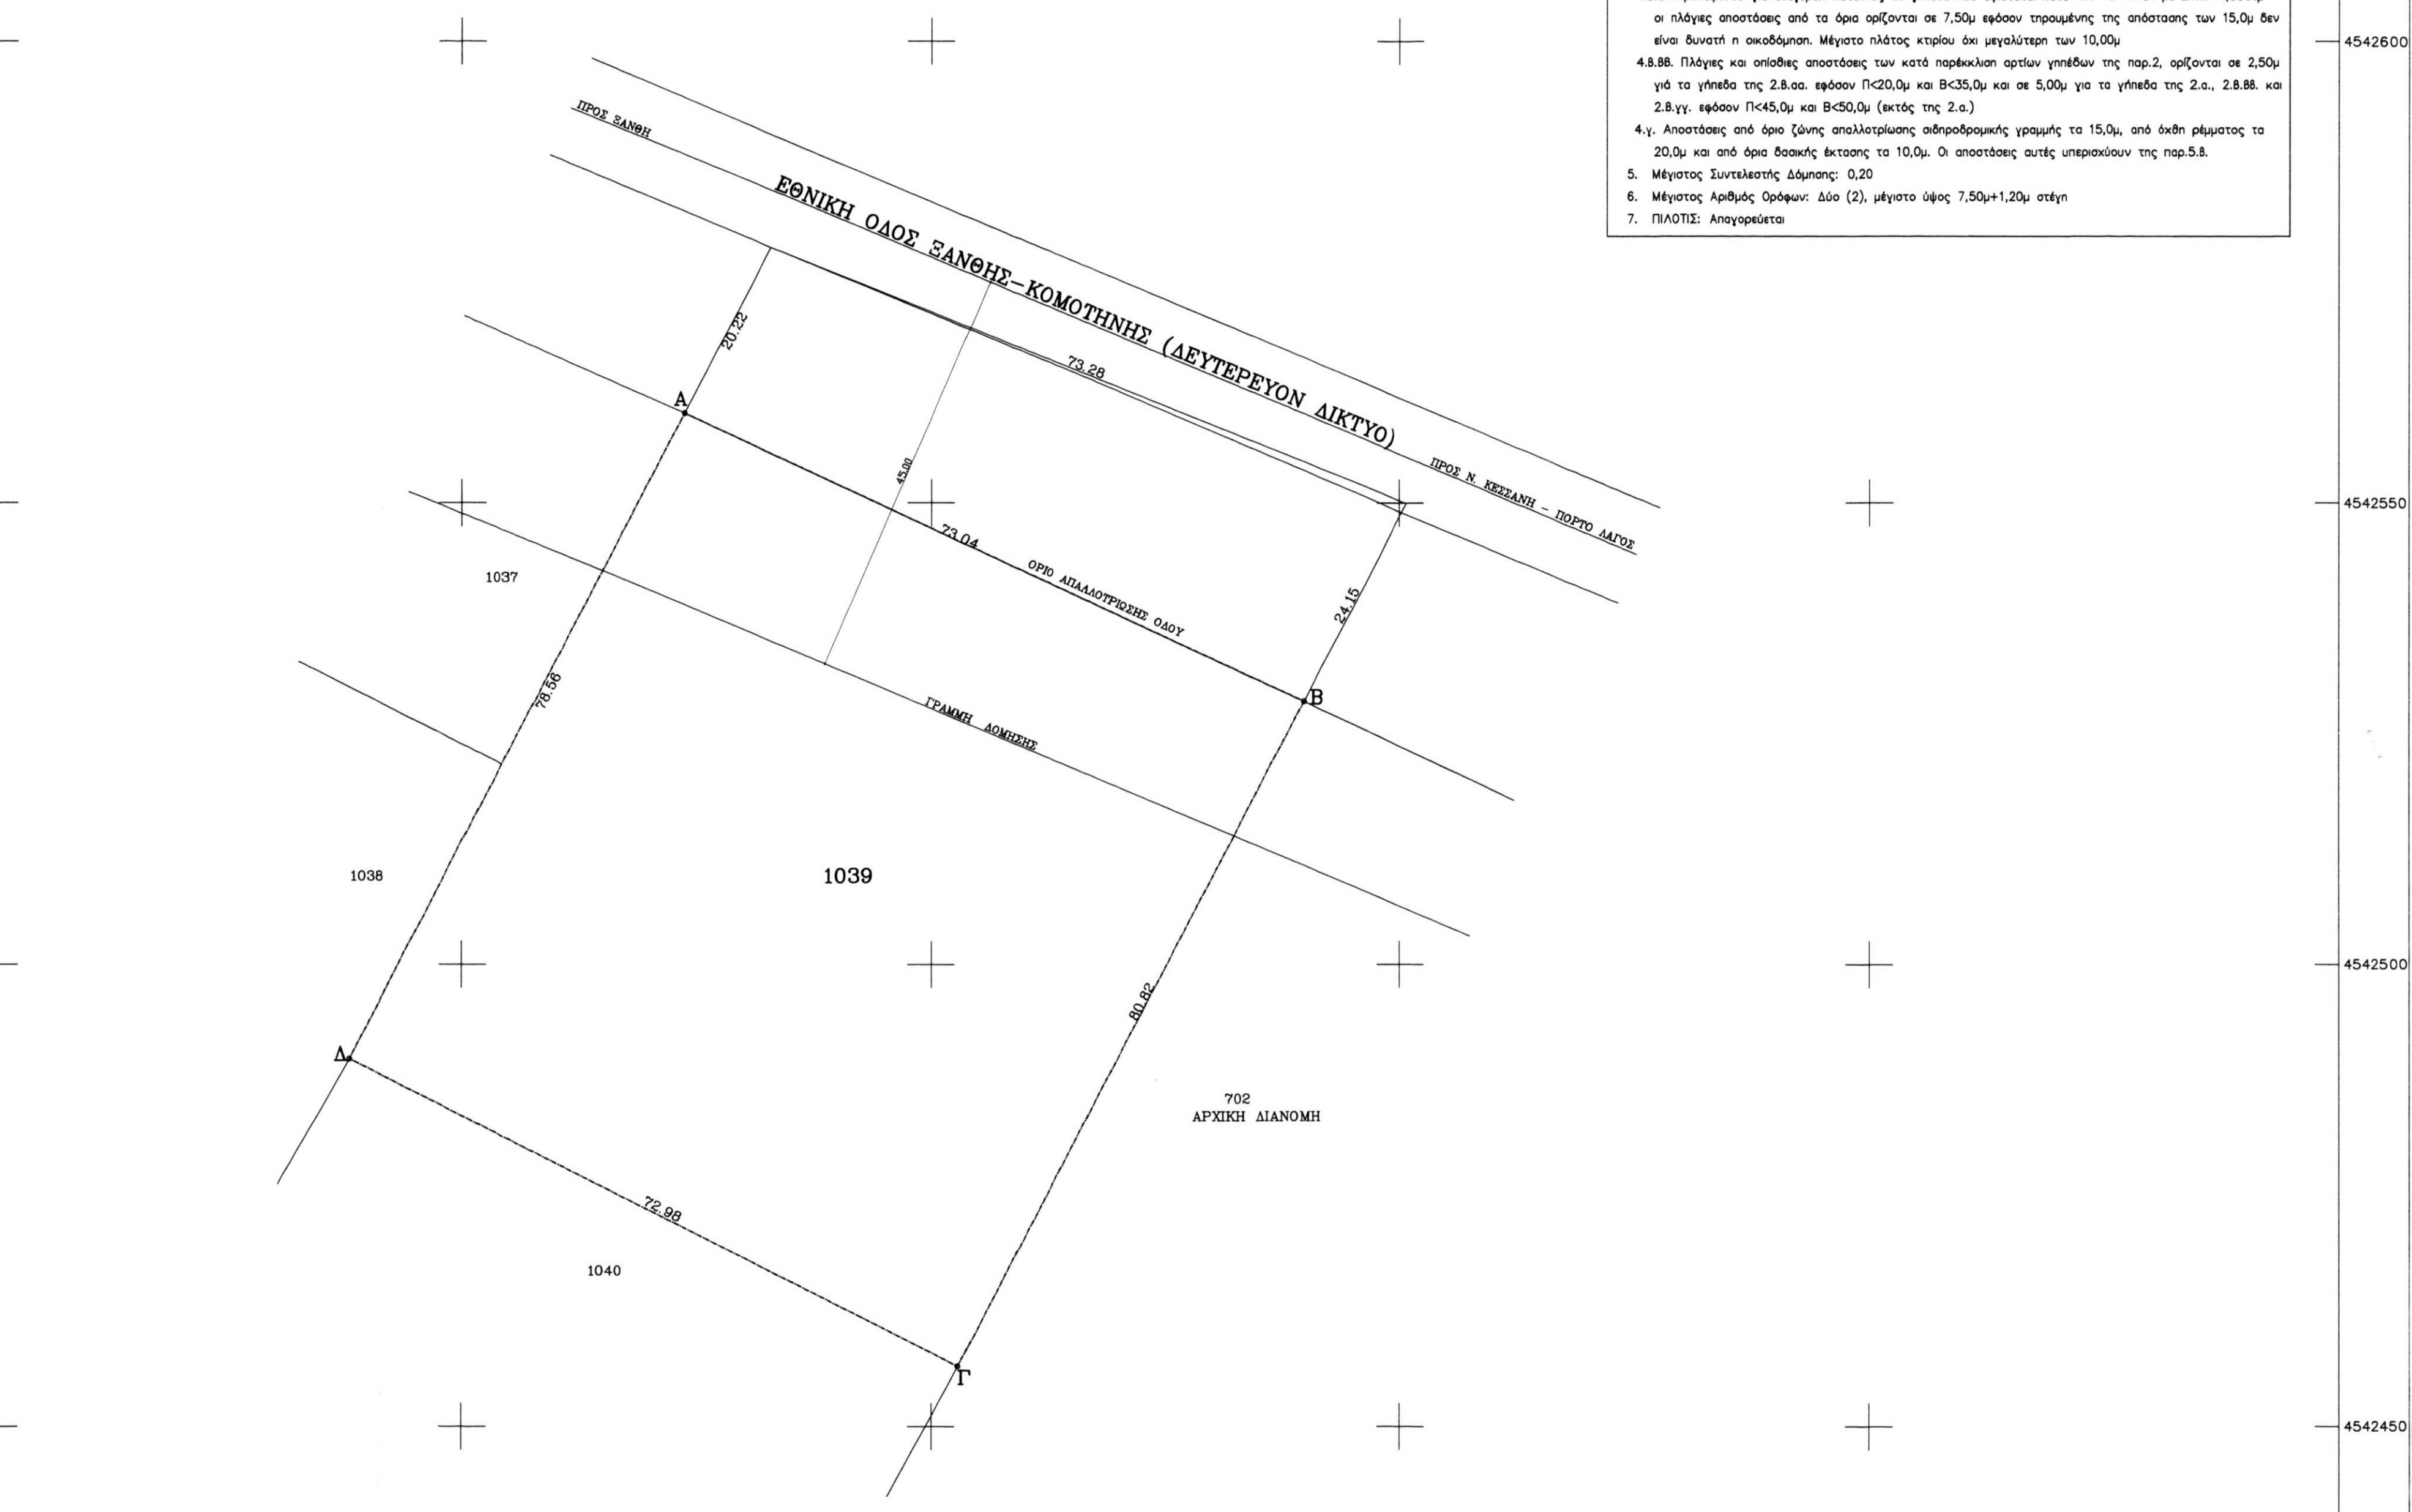 οι πλάγιες αποστάσεις από τα όρια ορίζονται σε 7,50μ εφόσον τηρουμένης της απόστασης των 15,0μ δεν
είναι δυνατή η οικοδόμηση. Μέγιστο πλάτος κτιρίου όχι μεγαλύτερη των 10,00μ
4.β.ββ. Πλάγιες και οπίσθιες αποστάσεις των κατά παρέκκλιση αρτίων γηπέδων της παρ.2, ορίζονται σε 2,50μ
γιά τα γήπεδα της 2.β.αα. εφόσον Π<20,0μ και Β<35,0μ και σε 5,00μ για τα γήπεδα της 2.α., 2.β.ββ. και
2.β.γγ. εφόσον Π<45,0μ και Β<50,0μ (εκτός της 2.α.)
4.γ. Αποστάσεις από όριο ζώνης απαλλοτρίωσης σιδηροδρομικής γραμμής τα 15,0μ, από όχθη ρέμματος τα
20,0μ και από όρια δασικής έκτασης τα 10,0μ. Οι αποστάσεις αυτές υπερισχύουν της παρ.5.β.
5. Μέγιστος Συντελεστής Δόμησης: 0,20
6. Μέγιστος Αριθμός Ορόφων: Δύο (2), μέγιστο ύψος 7,50μ+1,20μ στέγη
7. ΠΙΛΟΤΙΣ: Απαγορεύεται
4542600
ΠΡΟΣ ΞΑΝΘΗ
ΕΘΝΙΚΗ ΟΔΟΣ ΞΑΝΘΗΣ-ΚΟΜΟΤΗΝΗΣ (ΔΕΥΤΕΡΕΥΟΝ ΔΙΚΤΥΟ)
ΠΡΟΣ Ν. ΚΕΣΣΑΝΗ - ΠΟΡΤΟ ΛΑΓΟΣ
20.22
73.28
Α
45.00
4542550
73.04
ΟΡΙΟ ΑΠΑΛΛΟΤΡΙΩΣΗΣ ΟΔΟΥ
24.15
1037
78.56
Β
ΓΡΑΜΜΗ ΔΟΜΗΣΗΣ
1038
1039
4542500
80.82
Δ
702
ΑΡΧΙΚΗ ΔΙΑΝΟΜΗ
72.98
1040
Γ
4542450